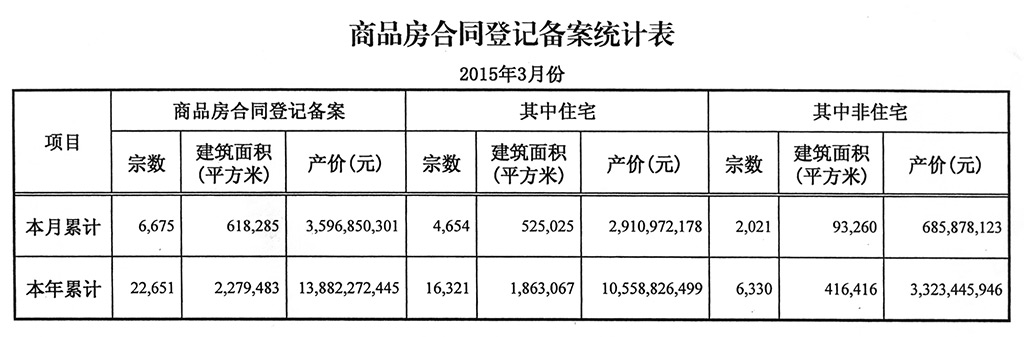 商品房合同登记备案统计表
2015年3月份
项目 商品房合同登记备案 其中住宅 其中非住宅
宗数 建筑面积(平方米) 产价(元) 宗数 建筑面积(平方米) 产价(元) 宗数 建筑面积(平方米) 产价(元)
本月累计 6,675 618,285 3,596,850,301 4,654 525,025 2,910,972,178 2,021 93,260 685,878,123
本年累计 22,651 2,279,483 13,882,272,445 16,321 1,863,067 10,558,826,499 6,330 416,416 3,323,445,946